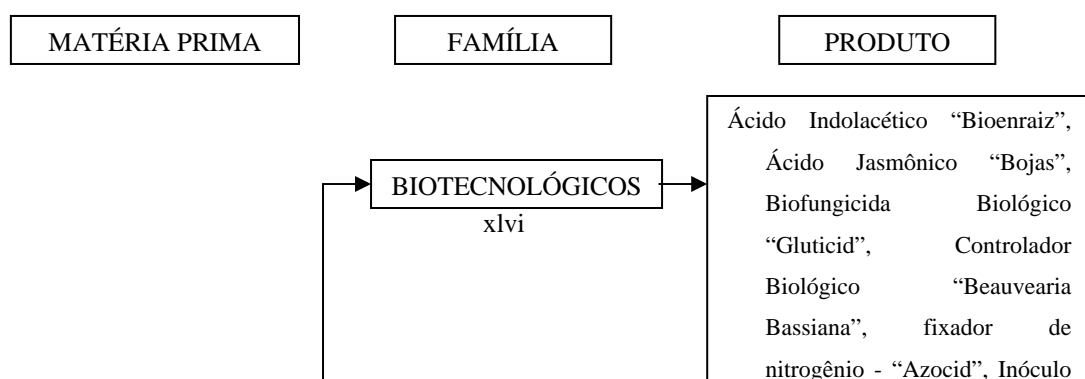 MATÉRIA PRIMA
FAMÍLIA
PRODUTO
BIOTECNOLÓGICOS
xlvi
Ácido Indolacético “Bioenraiz”,
Ácido Jasmônico “Bojas”,
Biofungicida Biológico
“Gluticid”, Controlador
Biológico “Beauvearia
Bassiana”, fixador de
nitrogênio - “Azocid”, Inóculo